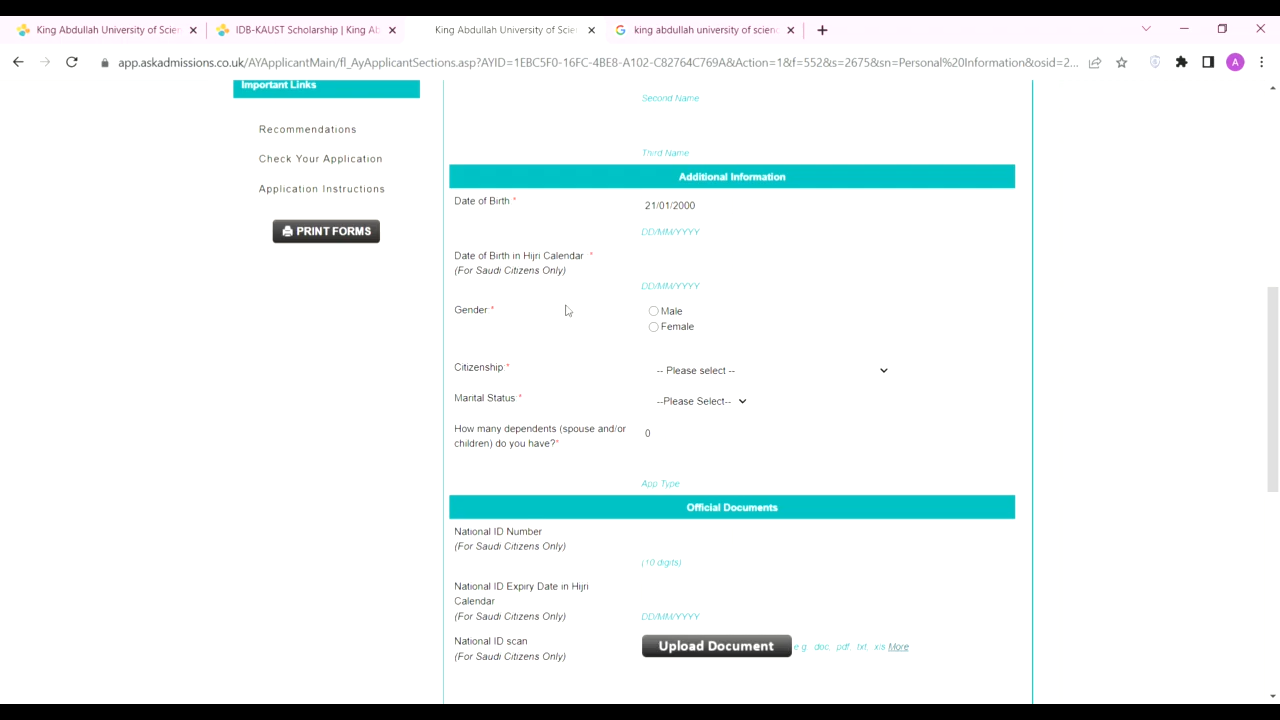 King Abdullah University of Scien
IDB-KAUST Scholarship | King Ab
King Abdullah University of Scien
king abdullah university of scienc
app.askadmissions.co.uk/AYApplicantMain/fl_AyApplicantSection.asp?AYID=1EBC5F0-16FC-4BE8-A102-C82764C769A&Action=1&f=552&s=2675&sn=Personal%20Information&osid=2...
A
Important Links
Second Name
Recommendations
Third Name
Check Your Application
Additional Information
Application Instructions
Date of Birth *
21/01/2000
PRINT FORMS
DD/MM/YYYY
Date of Birth in Hijri Calendar *
(For Saudi Citizens Only)
DD/MM/YYYY
Gender *
Male
Female
Citizenship:*
-- Please select --
Marital Status *
--Please Select--
How many dependents (spouse and/or
children) do you have?*
0
App Type
Official Documents
National ID Number
(For Saudi Citizens Only)
(10 digits)
National ID Expiry Date in Hijri
Calendar
(For Saudi Citizens Only)
DD/MM/YYYY
National ID scan
(For Saudi Citizens Only)
Upload Document
e.g. doc. pdf. txt. xls More